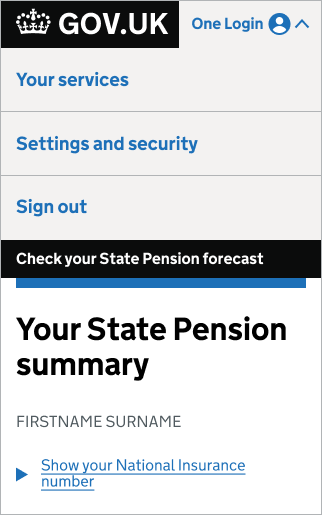 GOV.UK
One Login
Your services
Settings and security
Sign out
Check your State Pension forecast
Your State Pension
summary
FIRSTNAME SURNAME
Show your National Insurance
number